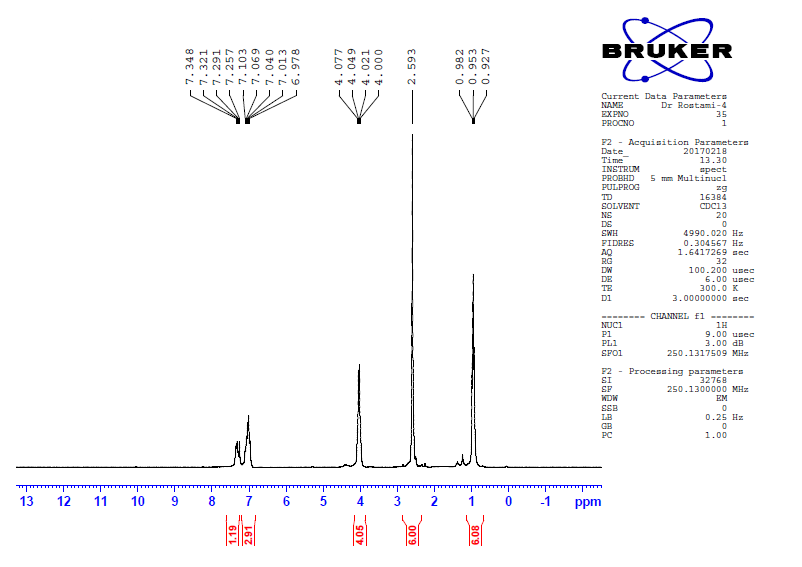 7.348
7.321
7.291
7.257
7.103
7.069
7.040
7.013
6.978
4.077
4.049
4.021
4.000
2.593
0.982
0.953
0.927
BRUKER
Current Data Parameters
NAME Dr Rostami-4
EXPNO 35
PROCNO 1
F2 - Acquisition Parameters
Date_ 20170218
Time 13.30
INSTRUM spect
PROBHD 5 mm Multinucl
PULPROG zg
TD 16384
SOLVENT CDCl3
NS 20
DS 0
SWH 4990.020 Hz
FIDRES 0.304567 Hz
AQ 1.6417269 sec
RG 32
DW 100.200 usec
DE 6.00 usec
TE 300.0 K
D1 3.00000000 sec
======== CHANNEL f1 ========
NUC1 1H
P1 9.00 usec
PL1 3.00 dB
SFO1 250.1317509 MHz
F2 - Processing parameters
SI 32768
SF 250.1300000 MHz
WDW EM
SSB 0
LB 0.25 Hz
GB 0
PC 1.00
13 12 11 10 9 8 7 6 5 4 3 2 1 0 -1 ppm
1.19
2.91
4.05
6.00
6.08